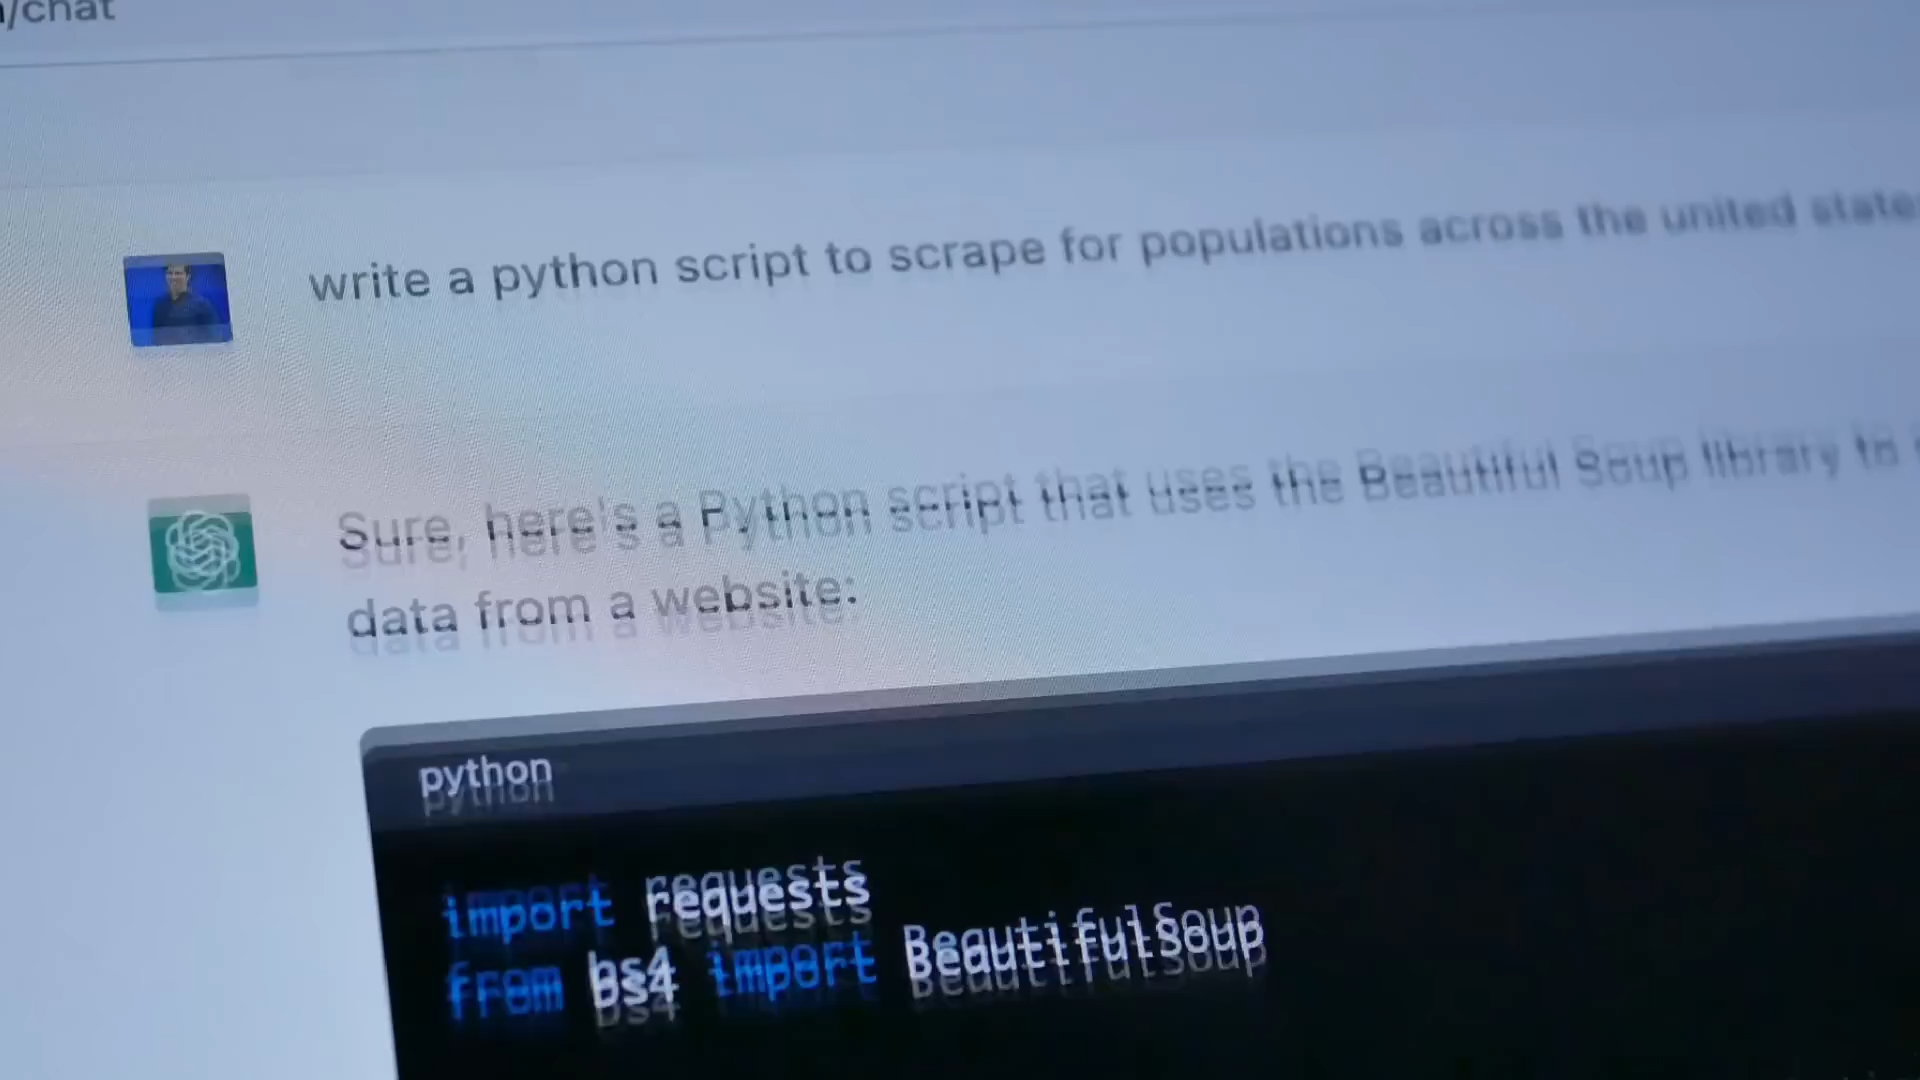 /chat
write a python script to scrape for populations across the united states
Sure, here's a Python script that uses the Beautiful Soup library to
data from a website:
python
import requests
from bs4 import BeautifulSoup